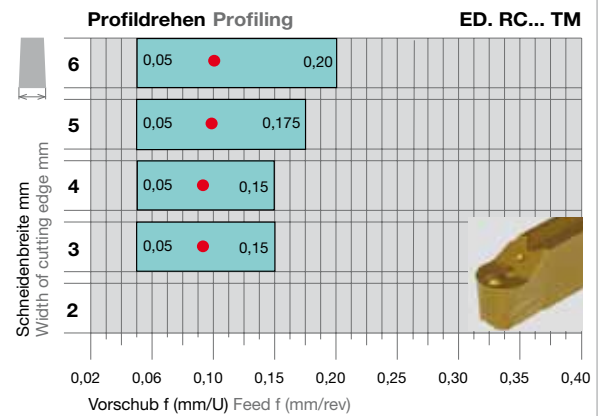 Profildrehen Profiling
ED. RC... TM
6
0,05
0,20
5
0,05
0,175
4
0,05
0,15
3
0,05
0,15
2
Schneidenbreite mm
Width of cutting edge mm
0,02 0,06 0,10 0,15 0,20 0,25 0,30 0,35 0,40
Vorschub f (mm/U) Feed f (mm/rev)